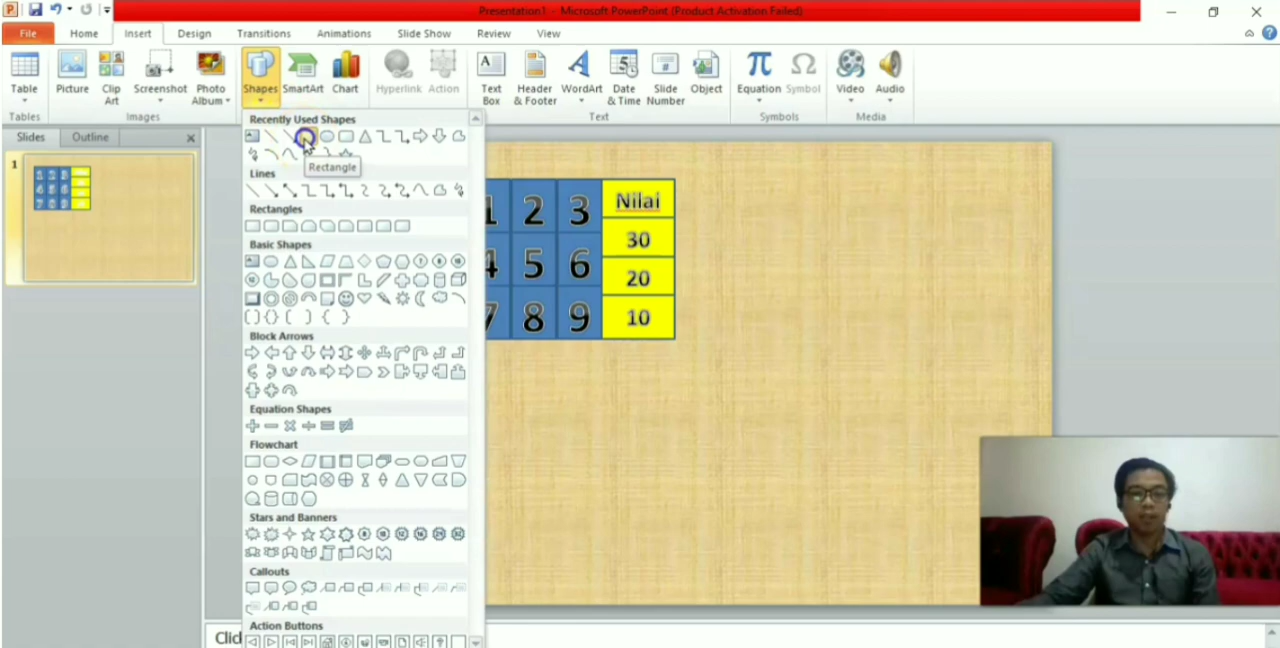 Presentation1 - Microsoft PowerPoint (Product Activation Failed)
File Home Insert Design Transitions Animations Slide Show Review View
Table Picture Clip Art Screenshot Photo Album Shapes SmartArt Chart Hyperlink Action Text Box Header & Footer WordArt Date & Time Slide Number Object Equation Symbol Video Audio
Tables Images Text Symbols Media
Slides Outline
Recently Used Shapes
Rectangle
Lines
Rectangles
Basic Shapes
Block Arrows
Equation Shapes
Flowchart
Stars and Banners
Callouts
Action Buttons
1
1 2 3 Nilai
30
4 5 6 20
7 8 9 10